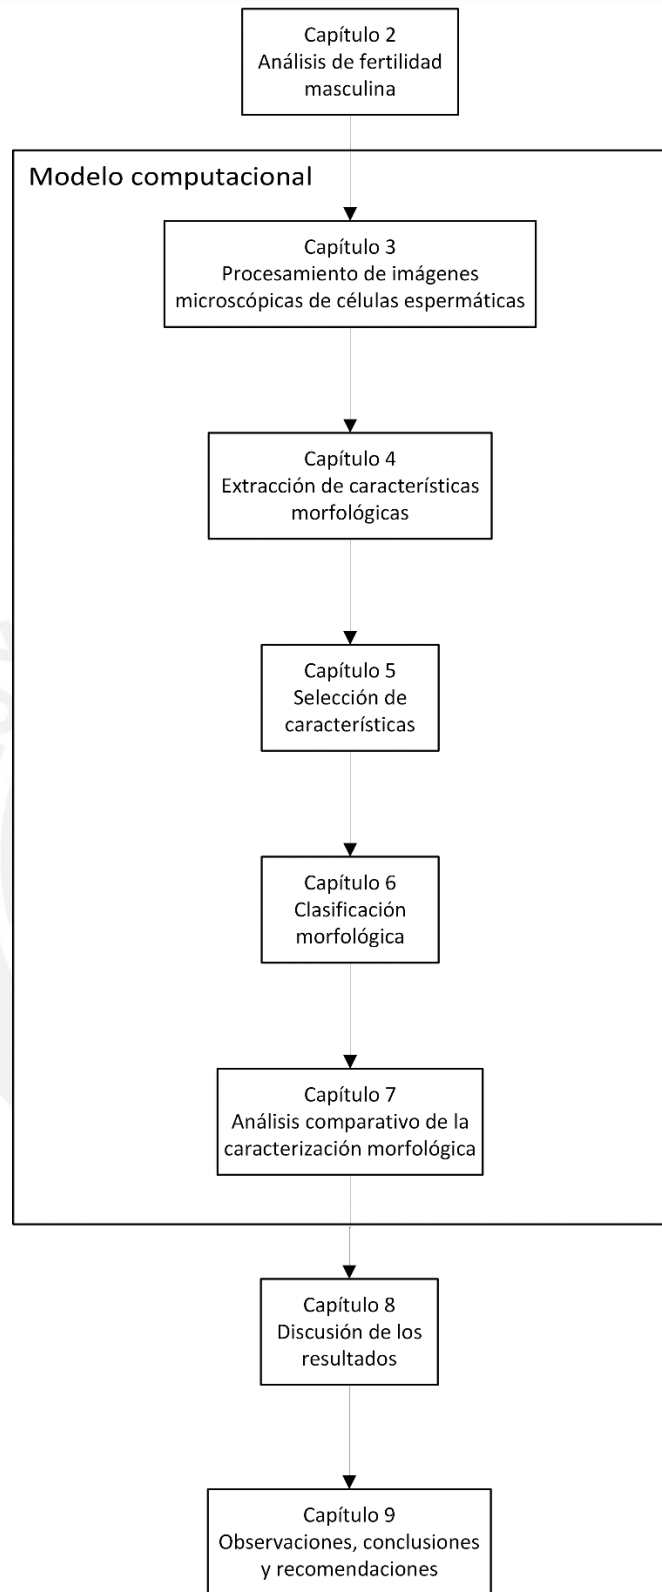 Capítulo 2
Análisis de fertilidad
masculina
Modelo computacional
Capítulo 3
Procesamiento de imágenes
microscópicas de células espermáticas
Capítulo 4
Extracción de características
morfológicas
Capítulo 5
Selección de
características
Capítulo 6
Clasificación
morfológica
Capítulo 7
Análisis comparativo de la
caracterización morfológica
Capítulo 8
Discusión de los
resultados
Capítulo 9
Observaciones, conclusiones
y recomendaciones